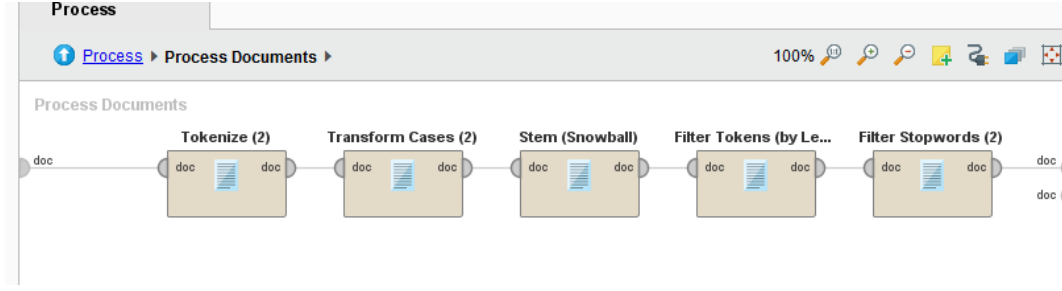 Process
Process ▸ Process Documents ▸
100%
Process Documents
Tokenize (2) Transform Cases (2) Stem (Snowball) Filter Tokens (by Le... Filter Stopwords (2)
doc doc doc doc doc doc doc doc doc doc doc doc
doc